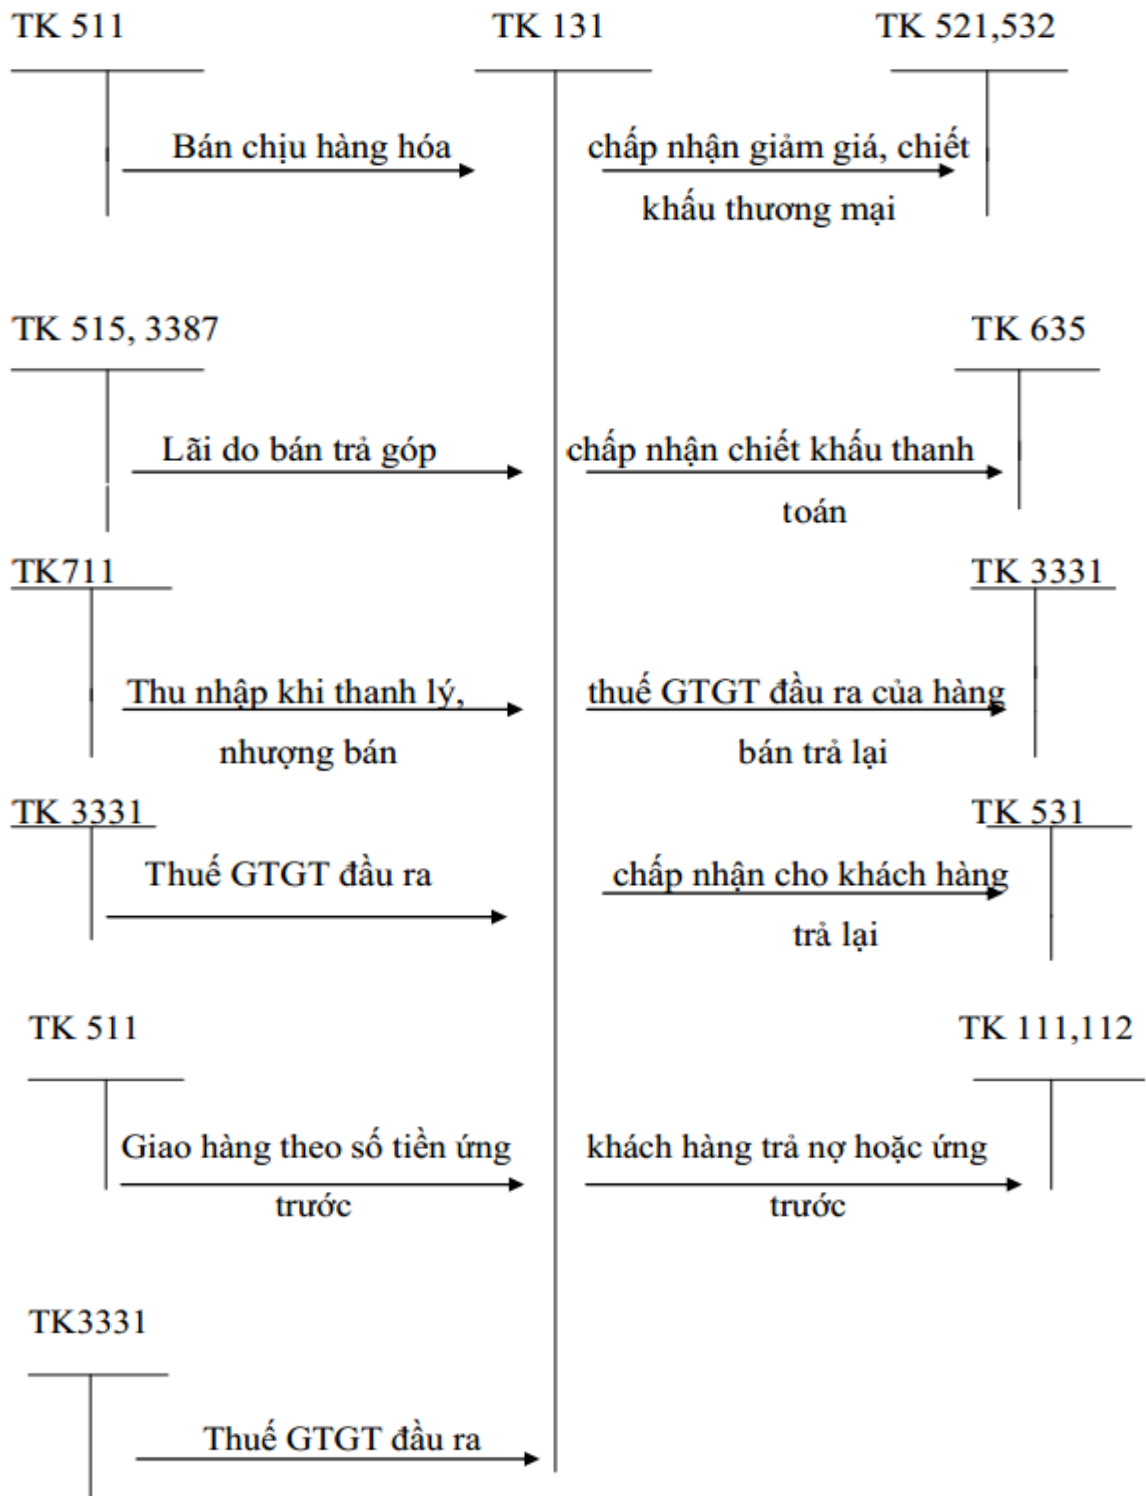 TK 511 TK 131 TK 521,532
Bán chịu hàng hóa chấp nhận giảm giá, chiết
khấu thương mại
TK 515, 3387 TK 635
Lãi do bán trả góp chấp nhận chiết khấu thanh
toán
TK711 TK 3331
Thu nhập khi thanh lý, thuế GTGT đầu ra của hàng
nhượng bán bán trả lại
TK 3331 TK 531
Thuế GTGT đầu ra chấp nhận cho khách hàng
trả lại
TK 511 TK 111,112
Giao hàng theo số tiền ứng khách hàng trả nợ hoặc ứng
trước trước
TK3331
Thuế GTGT đầu ra